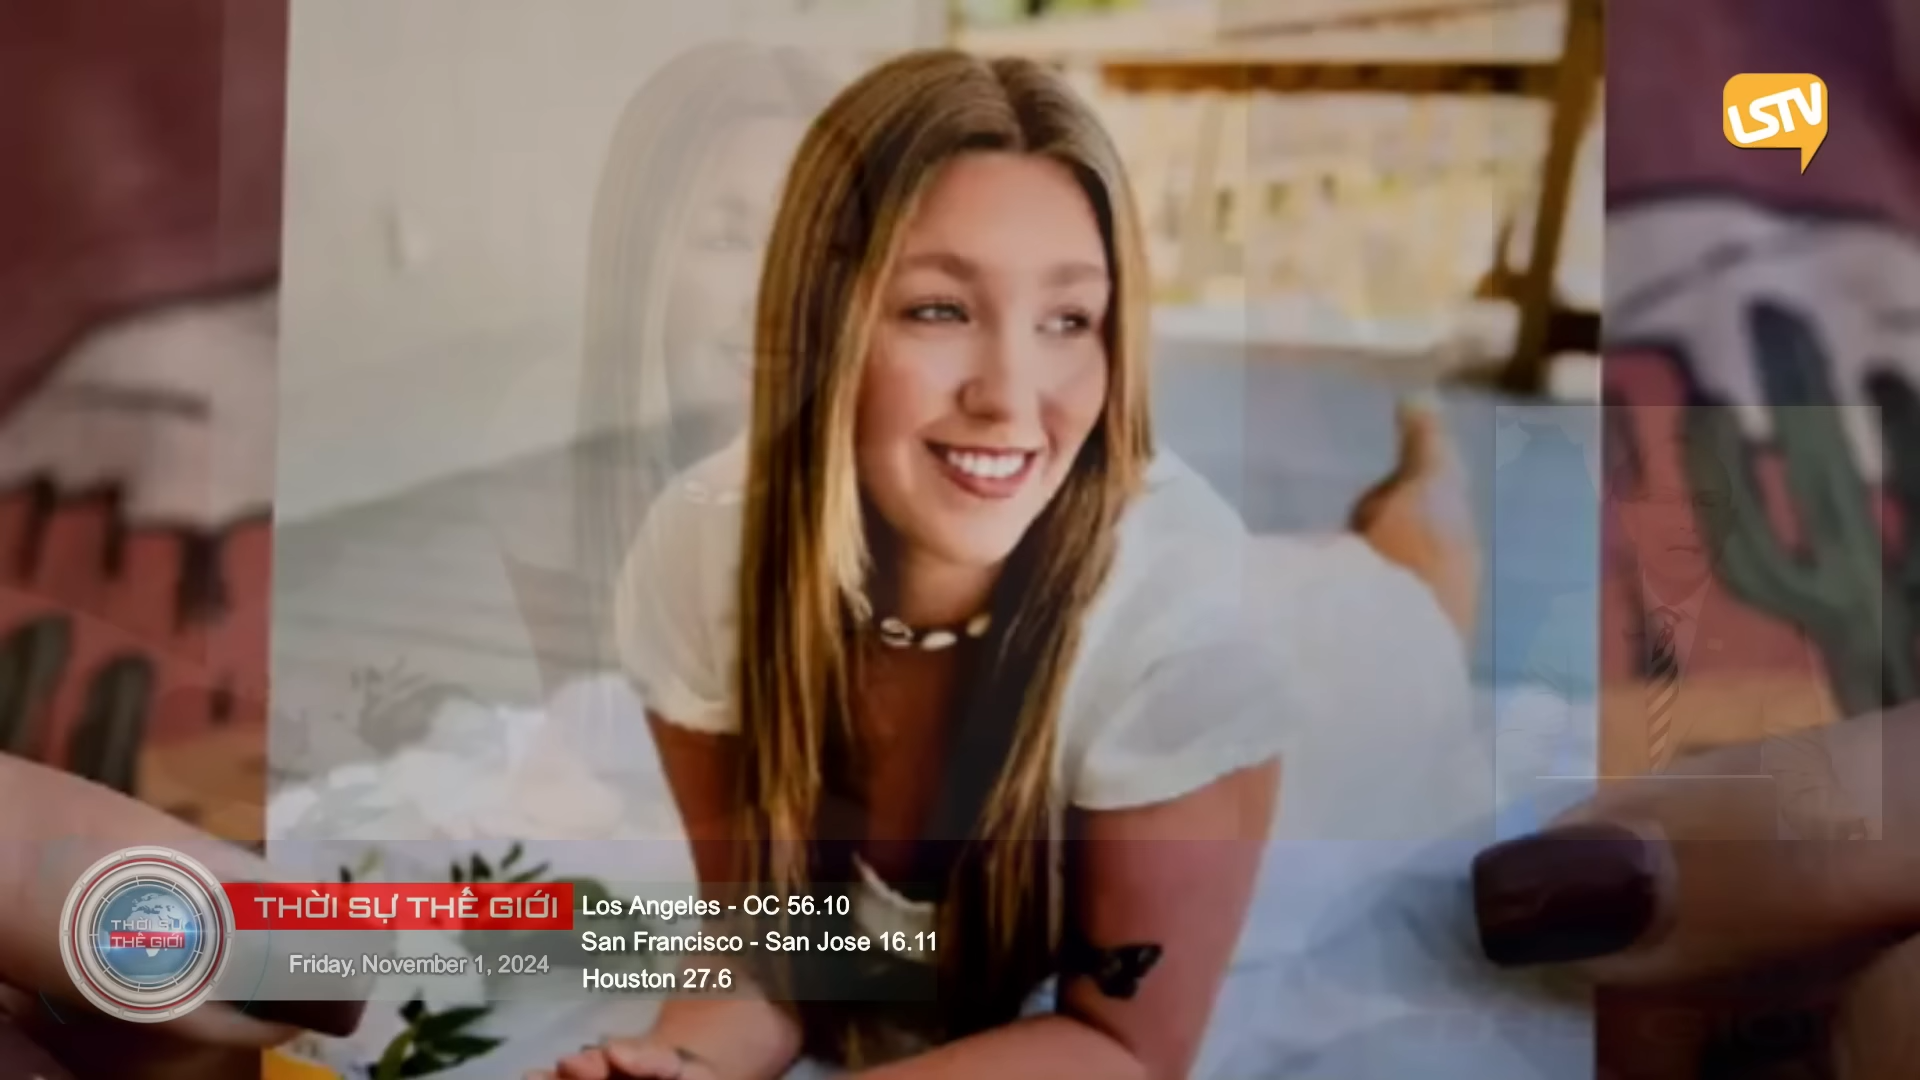 LSTV
THỜI SỰ THẾ GIỚI
THỜI SỰ
THẾ GIỚI
Friday, November 1, 2024
Los Angeles - OC 56.10
San Francisco - San Jose 16.11
Houston 27.6